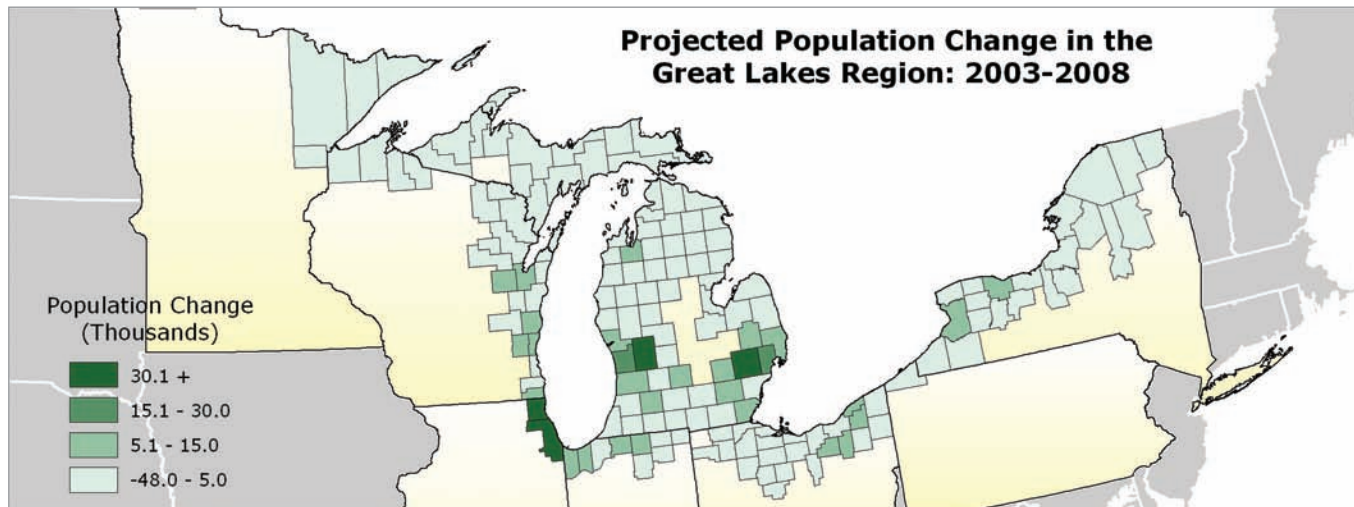 Projected Population Change in the
Great Lakes Region: 2003-2008
Population Change
(Thousands)
30.1 +
15.1 - 30.0
5.1 - 15.0
-48.0 - 5.0